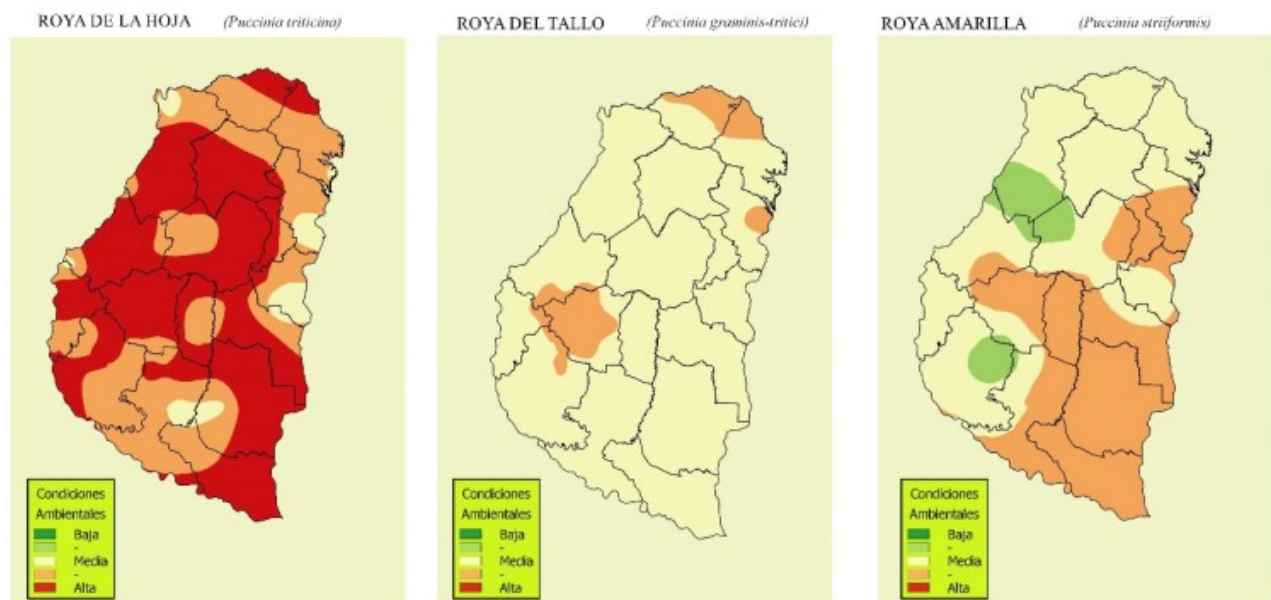 ROYA DE LA HOJA (Puccinia triticina)
Condiciones
Ambientales
Baja
-
Media
-
Alta
ROYA DEL TALLO (Puccinia graminis-tritici)
Condiciones
Ambientales
Baja
-
Media
-
Alta
ROYA AMARILLA (Puccinia striiformis)
Condiciones
Ambientales
Baja
-
Media
-
Alta